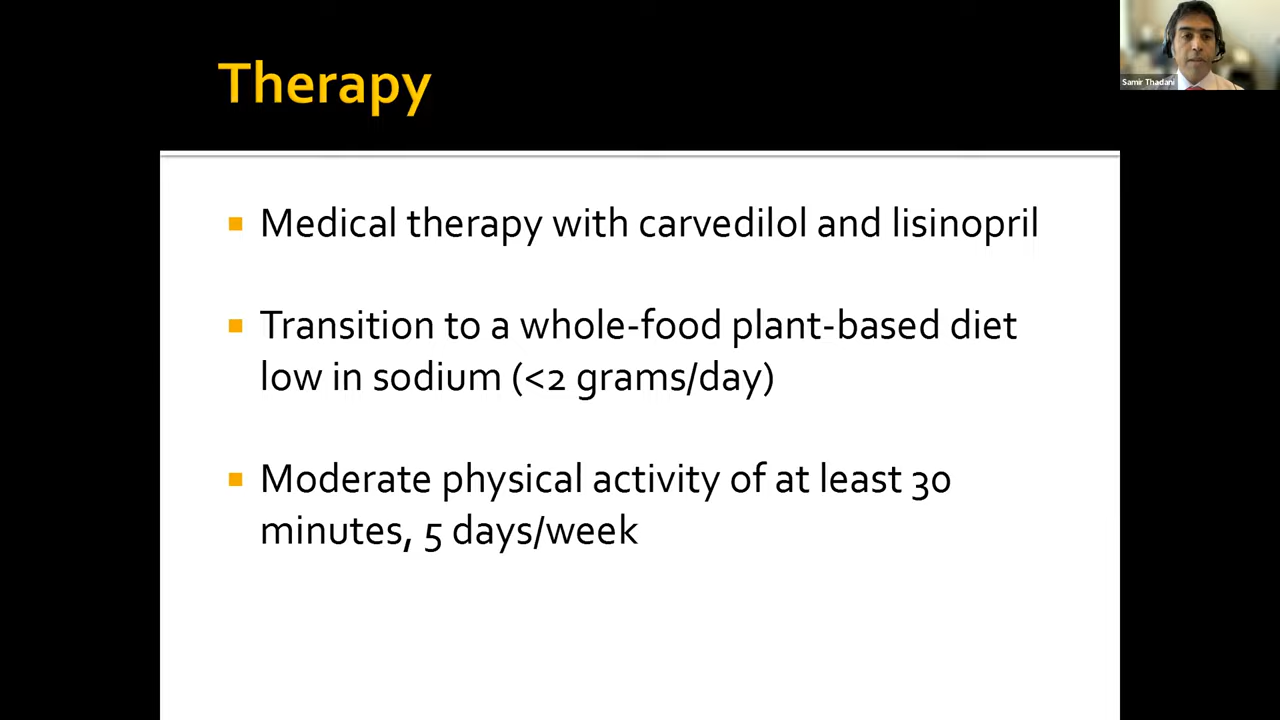 Therapy
Samir Thadani
Medical therapy with carvedilol and lisinopril
Transition to a whole-food plant-based diet
low in sodium (<2 grams/day)
Moderate physical activity of at least 30
minutes, 5 days/week